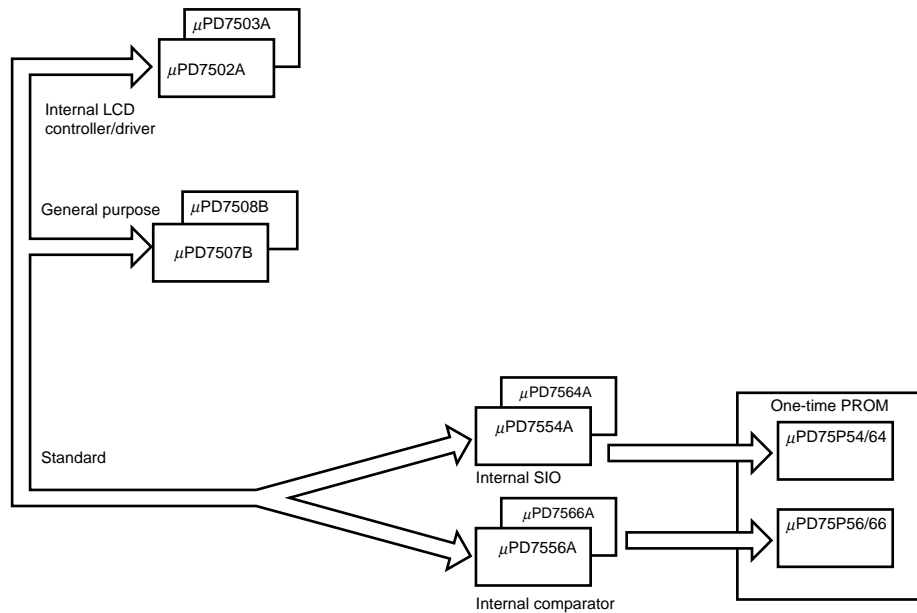 μPD7503A
μPD7502A
Internal LCD
controller/driver
General purpose
μPD7508B
μPD7507B
Standard
μPD7564A
μPD7554A
Internal SIO
μPD7566A
μPD7556A
Internal comparator
One-time PROM
μPD75P54/64
μPD75P56/66